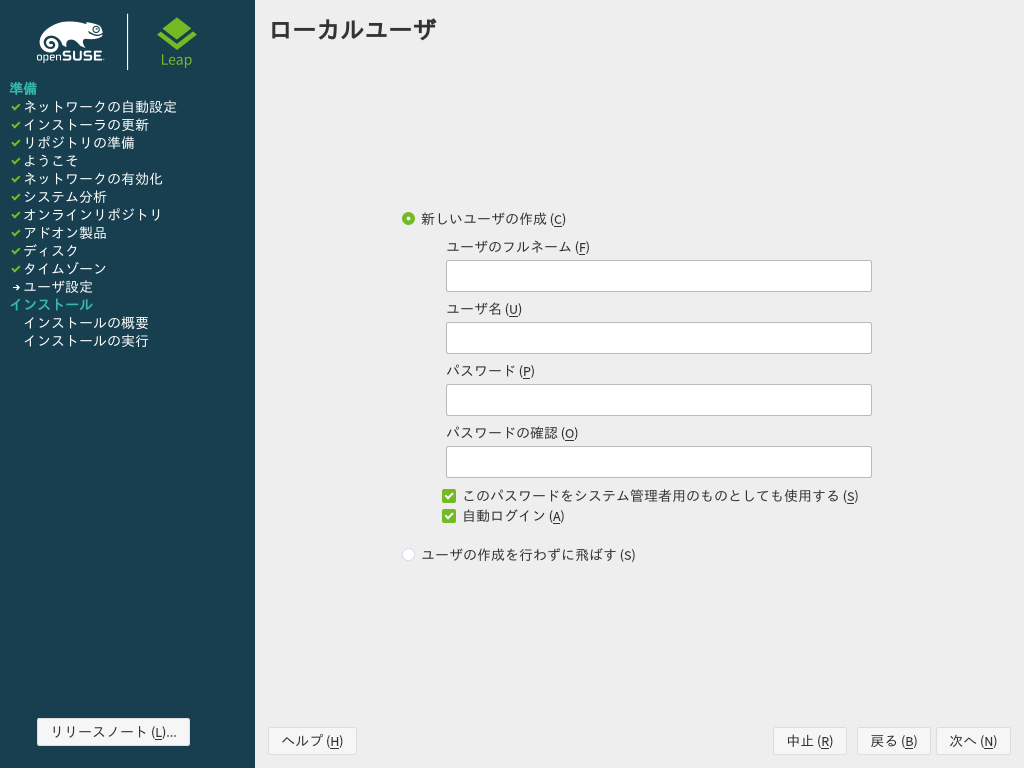 openSUSE
Leap
準備
ネットワークの自動設定
インストーラの更新
リポジトリの準備
ようこそ
ネットワークの有効化
システム分析
オンラインリポジトリ
アドオン製品
ディスク
タイムゾーン
ユーザ設定
インストール
インストールの概要
インストールの実行
リリースノート (L)...
ローカルユーザ
新しいユーザの作成 (C)
ユーザのフルネーム (F)
ユーザ名 (U)
パスワード (P)
パスワードの確認 (O)
このパスワードをシステム管理者用のものとしても使用する (S)
自動ログイン (A)
ユーザの作成を行わずに飛ばす (S)
ヘルプ (H)
中止 (R)
戻る (B)
次へ (N)